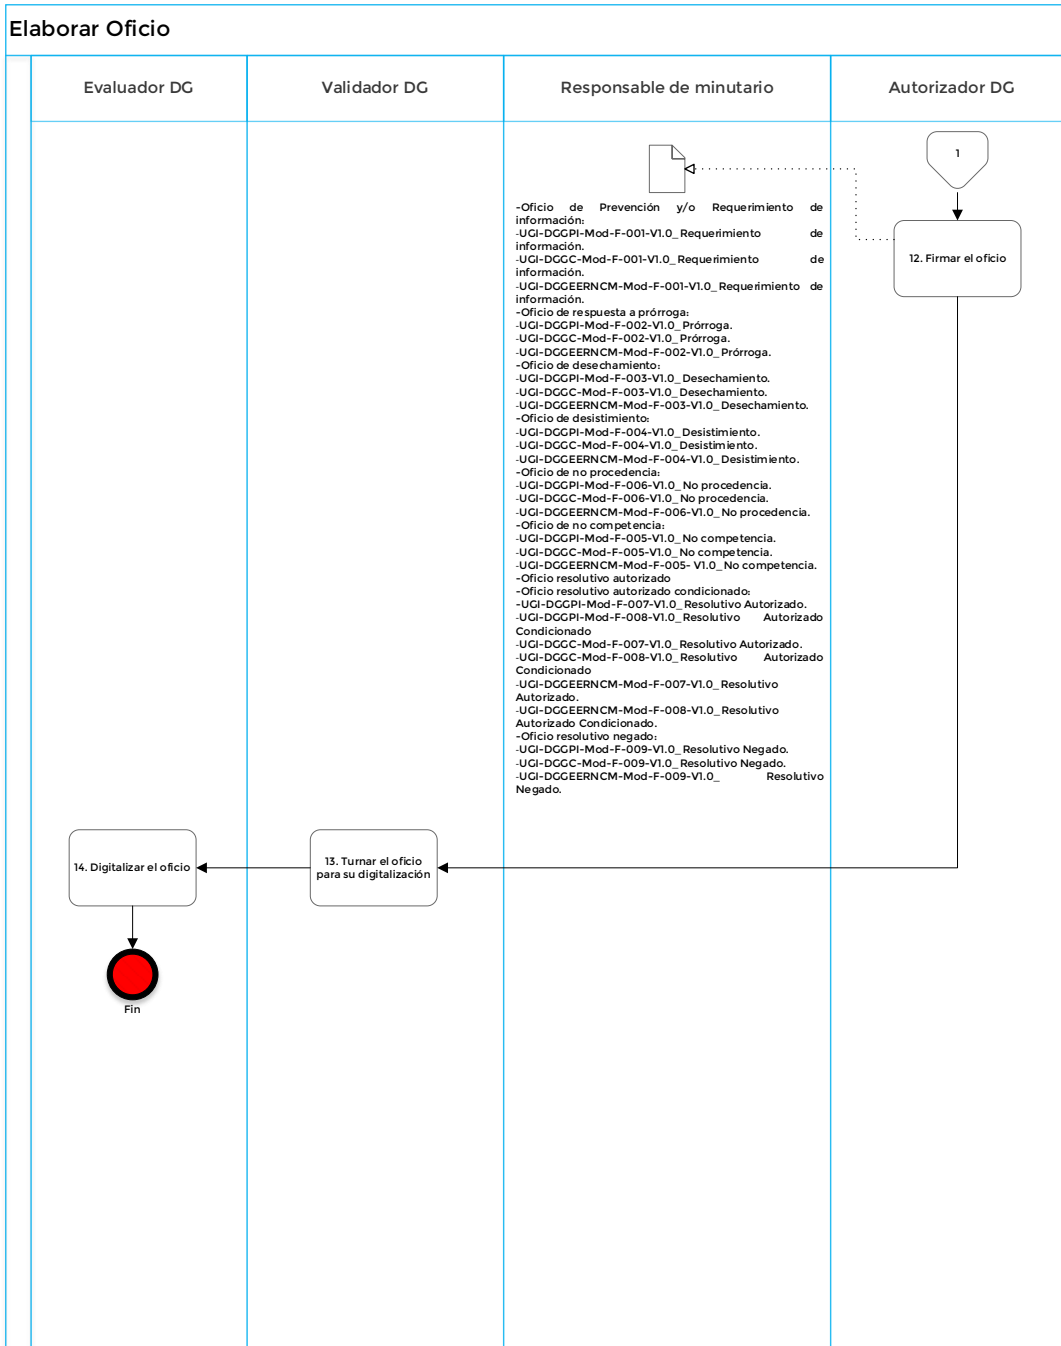 Elaborar Oficio
Evaluador DG
Validador DG
Responsable de minutario
Autorizador DG
1
12. Firmar el oficio
-Oficio de Prevención y/o Requerimiento de
información:
-UGI-DGGPI-Mod-F-001-V1.0_Requerimiento de
información.
-UGI-DGGC-Mod-F-001-V1.0_Requerimiento de
información.
-UGI-DGGEERNCM-Mod-F-001-V1.0_Requerimiento de
información.
-Oficio de respuesta a prórroga:
-UGI-DGGPI-Mod-F-002-V1.0_Prórroga.
-UGI-DGGC-Mod-F-002-V1.0_Prórroga.
-UGI-DGGEERNCM-Mod-F-002-V1.0_Prórroga.
-Oficio de desechamiento:
-UGI-DGGPI-Mod-F-003-V1.0_Desechamiento.
-UGI-DGGC-Mod-F-003-V1.0_Desechamiento.
-UGI-DGGEERNCM-Mod-F-003-V1.0_Desechamiento.
-Oficio de desistimiento:
-UGI-DGGPI-Mod-F-004-V1.0_Desistimiento.
-UGI-DGGC-Mod-F-004-V1.0_Desistimiento.
-UGI-DGGEERNCM-Mod-F-004-V1.0_Desistimiento.
-Oficio de no procedencia:
-UGI-DGGPI-Mod-F-006-V1.0_No procedencia.
-UGI-DGGC-Mod-F-006-V1.0_No procedencia.
-UGI-DGGEERNCM-Mod-F-006-V1.0_No procedencia.
-Oficio de no competencia:
-UGI-DGGPI-Mod-F-005-V1.0_No competencia.
-UGI-DGGC-Mod-F-005-V1.0_No competencia.
-UGI-DGGEERNCM-Mod-F-005- V1.0_No competencia.
-Oficio resolutivo autorizado
-Oficio resolutivo autorizado condicionado:
-UGI-DGGPI-Mod-F-007-V1.0_Resolutivo Autorizado.
-UGI-DGGPI-Mod-F-008-V1.0_Resolutivo Autorizado
Condicionado
-UGI-DGGC-Mod-F-007-V1.0_Resolutivo Autorizado.
-UGI-DGGC-Mod-F-008-V1.0_Resolutivo Autorizado
Condicionado
-UGI-DGGEERNCM-Mod-F-007-V1.0_Resolutivo
Autorizado.
-UGI-DGGEERNCM-Mod-F-008-V1.0_Resolutivo
Autorizado Condicionado.
-Oficio resolutivo negado:
-UGI-DGGPI-Mod-F-009-V1.0_Resolutivo Negado.
-UGI-DGGC-Mod-F-009-V1.0_Resolutivo Negado.
-UGI-DGGEERNCM-Mod-F-009-V1.0_ Resolutivo
Negado.
14. Digitalizar el oficio
13. Turnar el oficio
para su digitalización
Fin